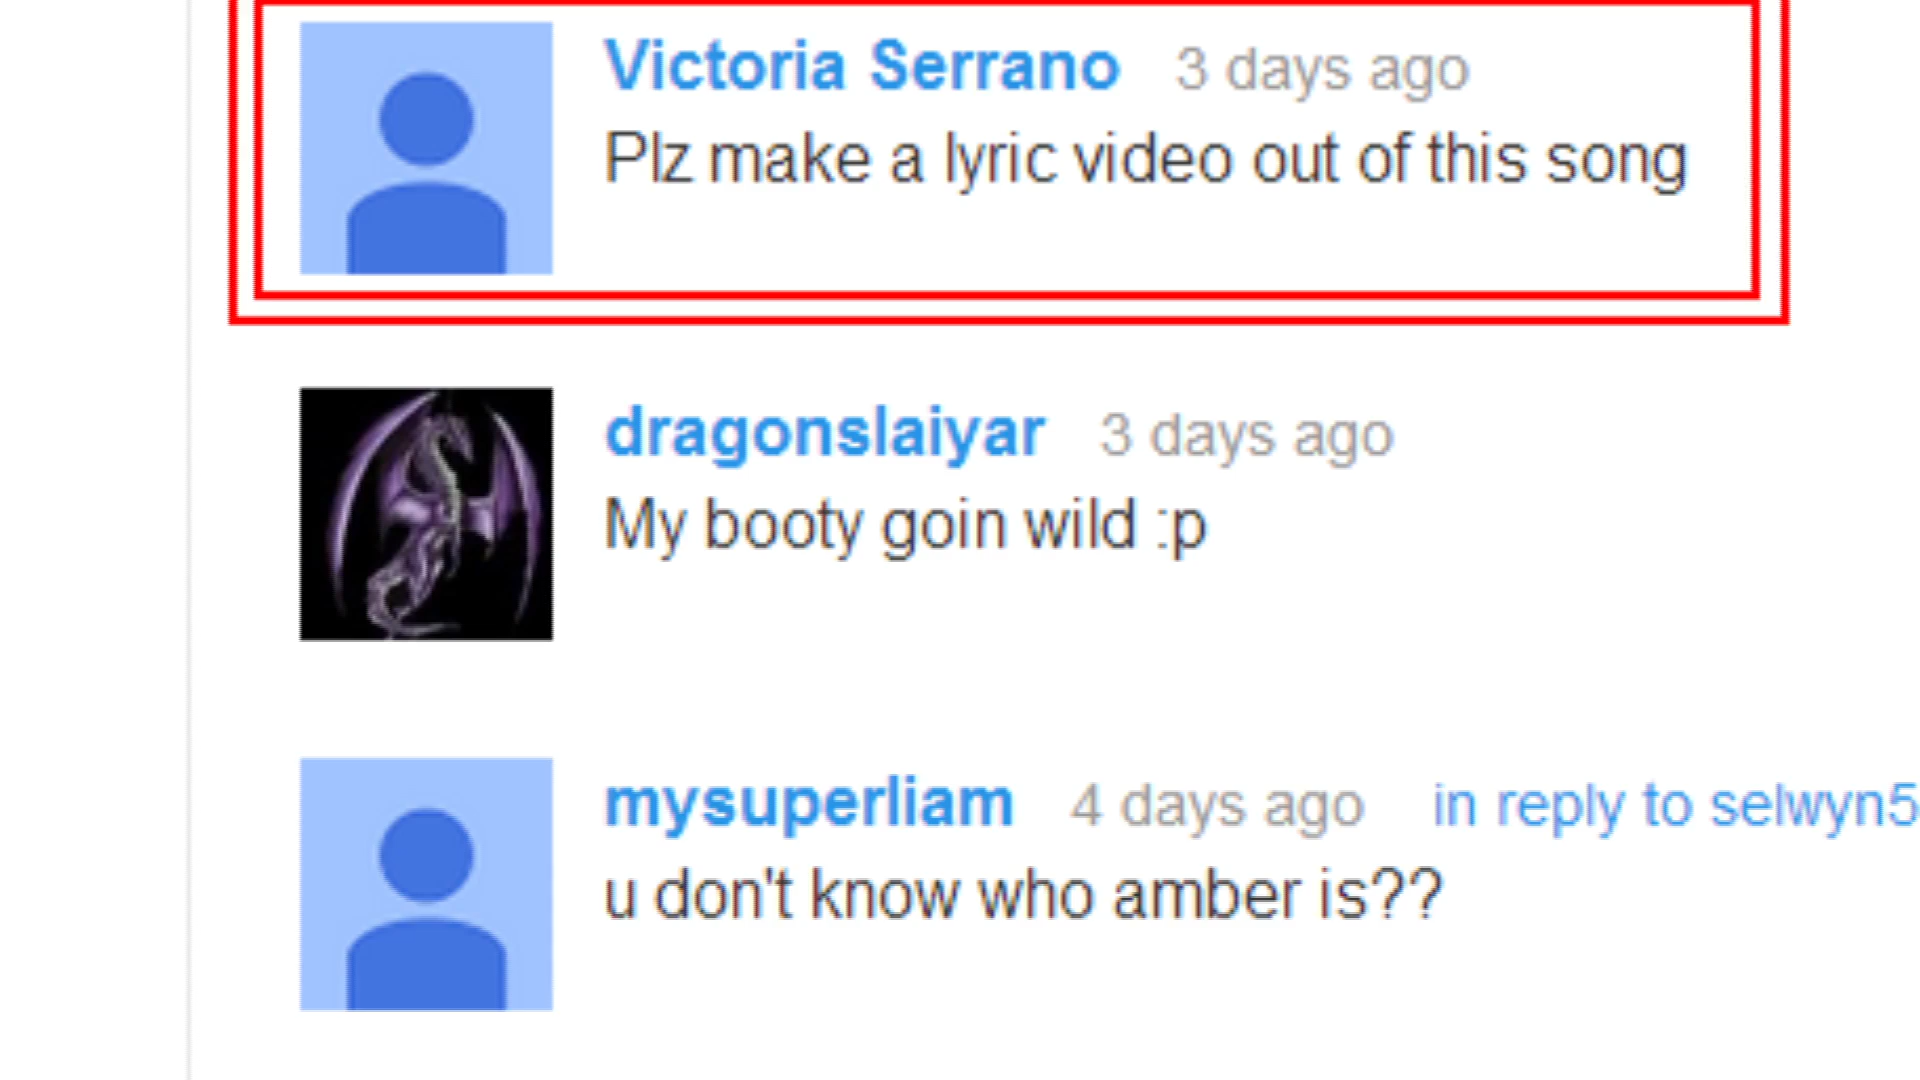 Victoria Serrano 3 days ago
Plz make a lyric video out of this song
dragonslaiyar 3 days ago
My booty goin wild :p
mysuperliam 4 days ago in reply to selwyn5
u don't know who amber is??